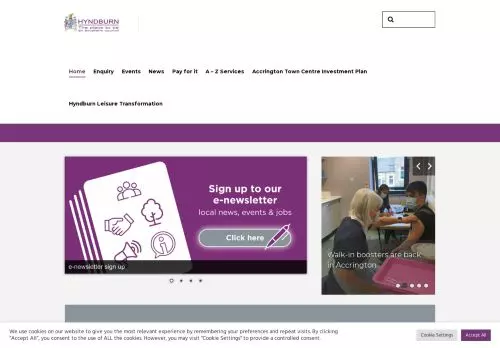 HYNDBURN
The place to be
an excellent council
Home Enquiry Events News Pay for it A – Z Services Accrington Town Centre Investment Plan
Hyndburn Leisure Transformation
Sign up to our
e-newsletter
local news, events & jobs
Click here
e-newsletter sign up
Walk-in boosters are back
in Accrington
We use cookies on our website to give you the most relevant experience by remembering your preferences and repeat visits. By clicking
"Accept All", you consent to the use of ALL the cookies. However, you may visit "Cookie Settings" to provide a controlled consent.
Cookie Settings
Accept All